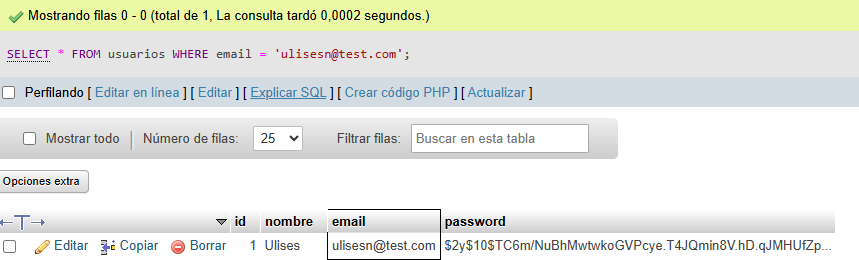 Mostrando filas 0 - 0 (total de 1, La consulta tardó 0,0002 segundos.)
SELECT * FROM usuarios WHERE email = 'ulisesn@test.com';
Perfilando [ Editar en línea ] [ Editar ] [ Explicar SQL ] [ Crear código PHP ] [ Actualizar ]
Mostrar todo Número de filas: 25 Filtrar filas: Buscar en esta tabla
Opciones extra
←T→ id nombre email password
Editar Copiar Borrar 1 Ulises ulisesn@test.com $2y$10$TC6m/NuBhMwtwkoGVPcye.T4JQmin8V.hD.qJMHUfZp...